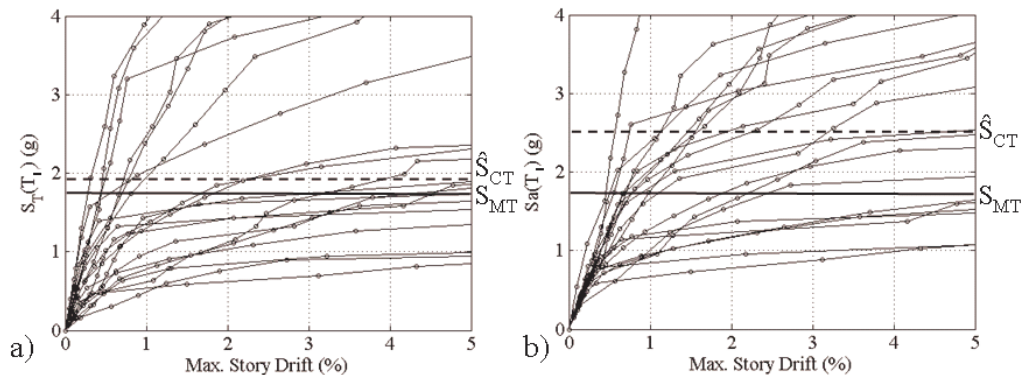 4
3
2
1
0
S_T(T_1) (g)
0 1 2 3 4 5
Max. Story Drift (%)
Ŝ_CT
S_MT
a)
4
3
2
1
0
Sa(T_1) (g)
0 1 2 3 4 5
Max. Story Drift (%)
Ŝ_CT
S_MT
b)